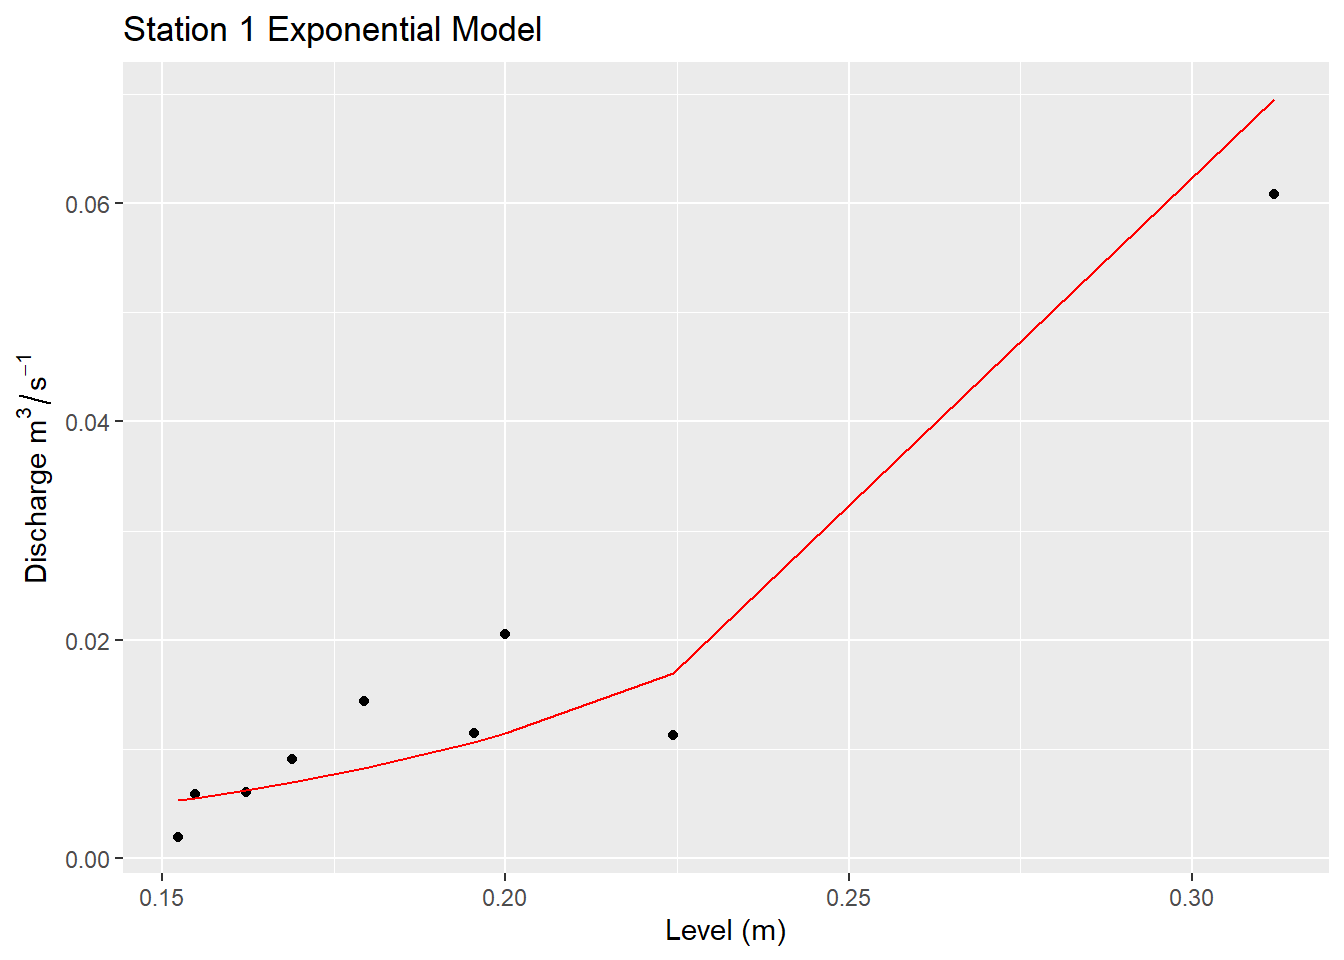 Station 1 Exponential Model
Discharge m³/s⁻¹
0.06
0.04
0.02
0.00
0.15 0.20 0.25 0.30
Level (m)